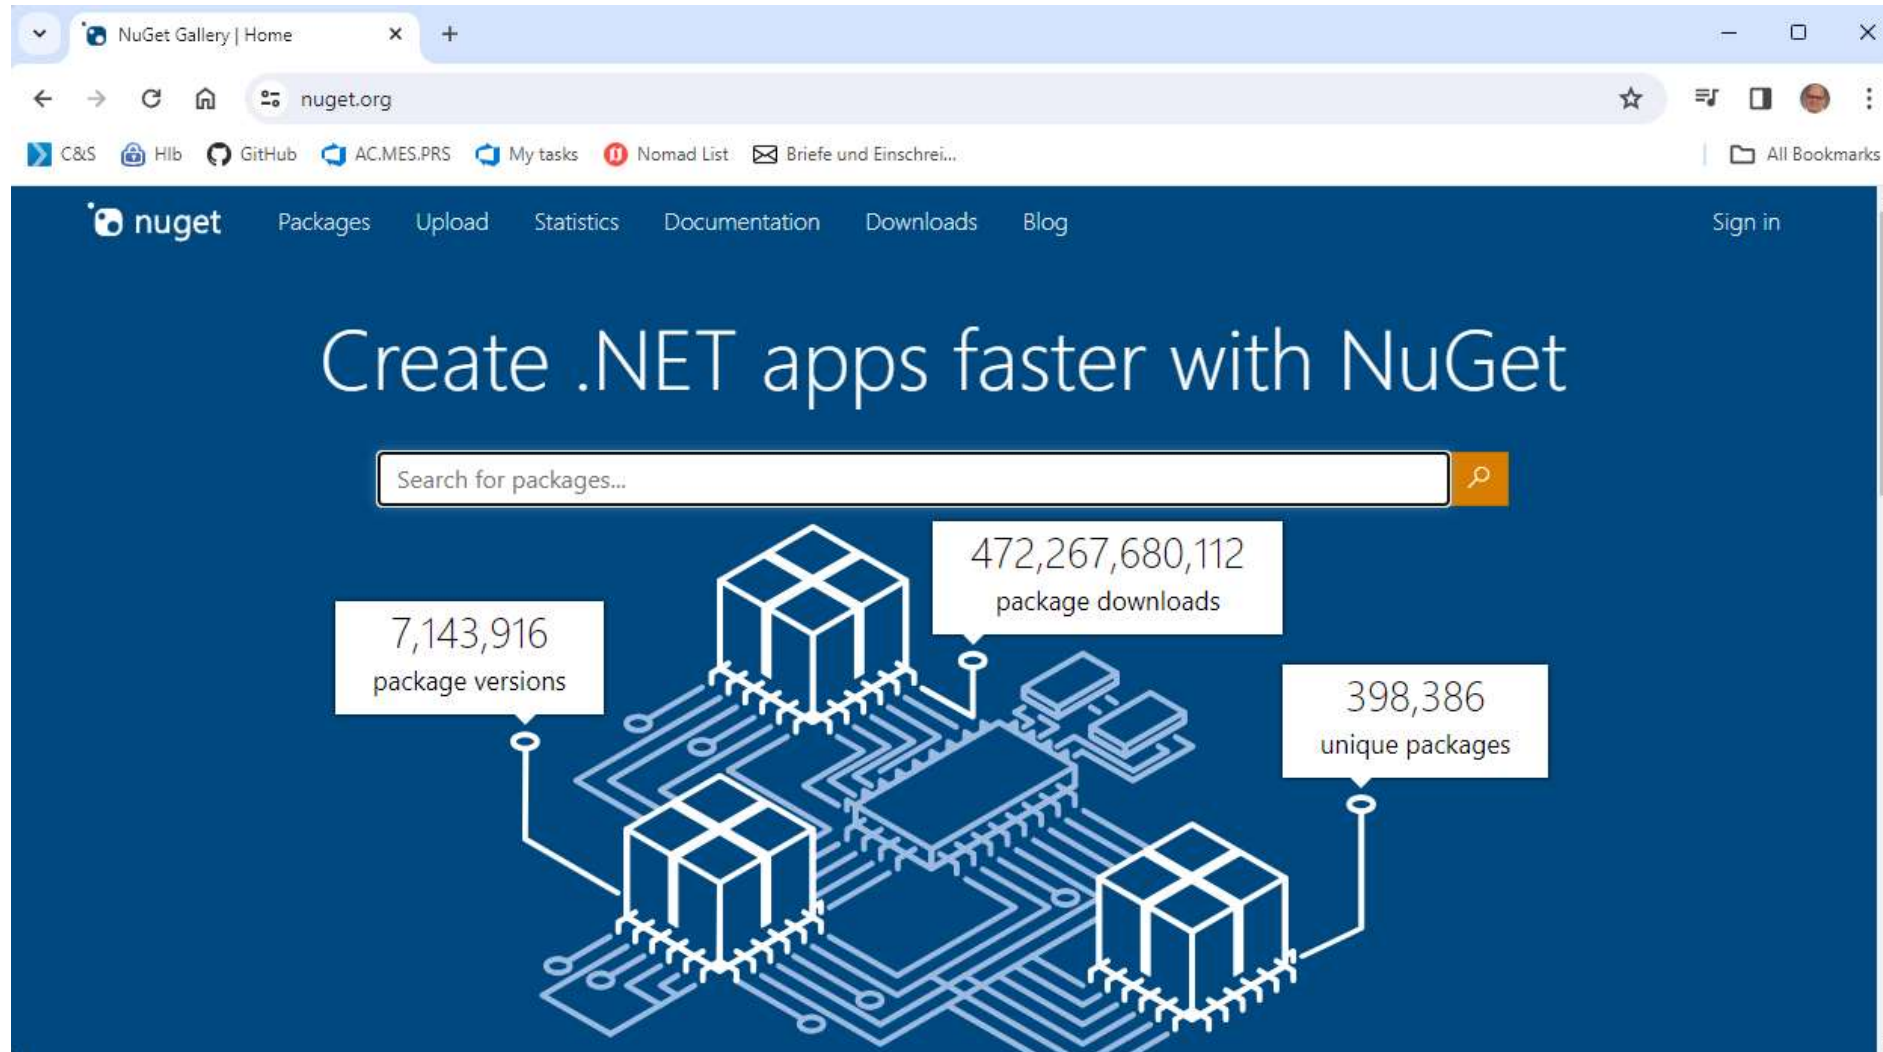 NuGet Gallery | Home
nuget.org
C&S HIb GitHub AC.MES.PRS My tasks Nomad List Briefe und Einschrei... All Bookmarks
nuget Packages Upload Statistics Documentation Downloads Blog Sign in
Create .NET apps faster with NuGet
Search for packages...
472,267,680,112
package downloads
7,143,916
package versions
398,386
unique packages